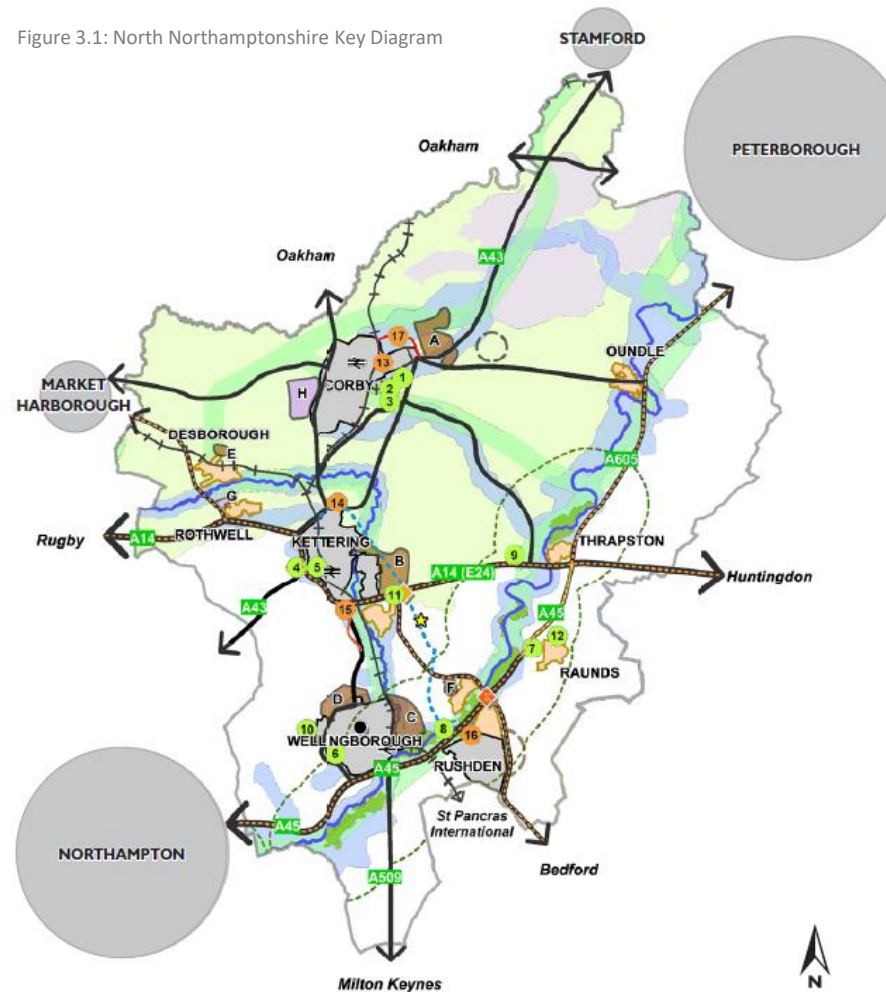 Figure 3.1: North Northamptonshire Key Diagram
STAMFORD
PETERBOROUGH
Oakham
Oakham
A43
17
A
13
1
OUNDLE
MARKET
HARBOROUGH
H
CORBY
2
3
DESBOROUGH
E
A605
G
14
ROTHWELL
KETTERING
THRAPSTON
Rugby
A14
B
9
4
5
A14 (E24)
Huntingdon
11
A43
15
A45
12
7
RAUNDS
F
D
C
10
8
16
WELLNGBOROUGH
6
RUSHDEN
A45
St Pancras
International
A45
NORTHAMPTON
Bedford
A509
N
Milton Keynes